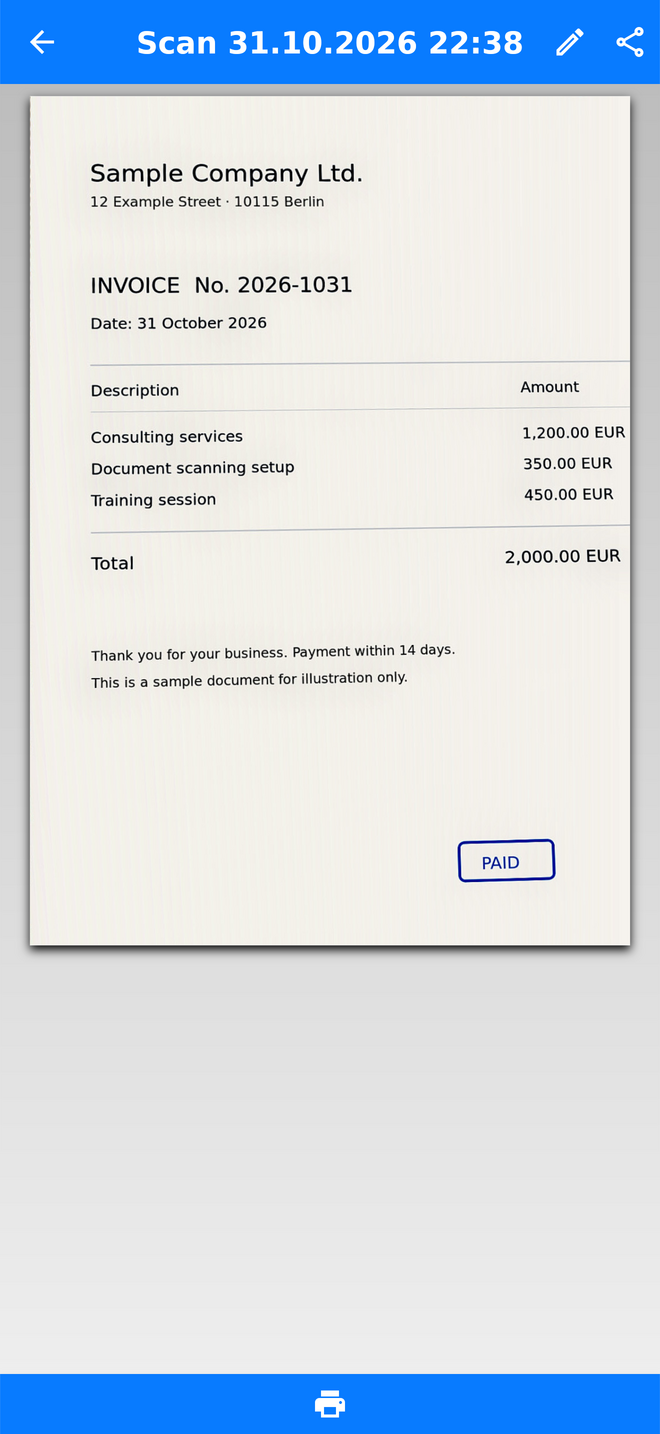 Scan 31.10.2026 22:38
Sample Company Ltd.
12 Example Street · 10115 Berlin
INVOICE No. 2026-1031
Date: 31 October 2026
Description Amount
Consulting services 1,200.00 EUR
Document scanning setup 350.00 EUR
Training session 450.00 EUR
Total 2,000.00 EUR
Thank you for your business. Payment within 14 days.
This is a sample document for illustration only.
PAID